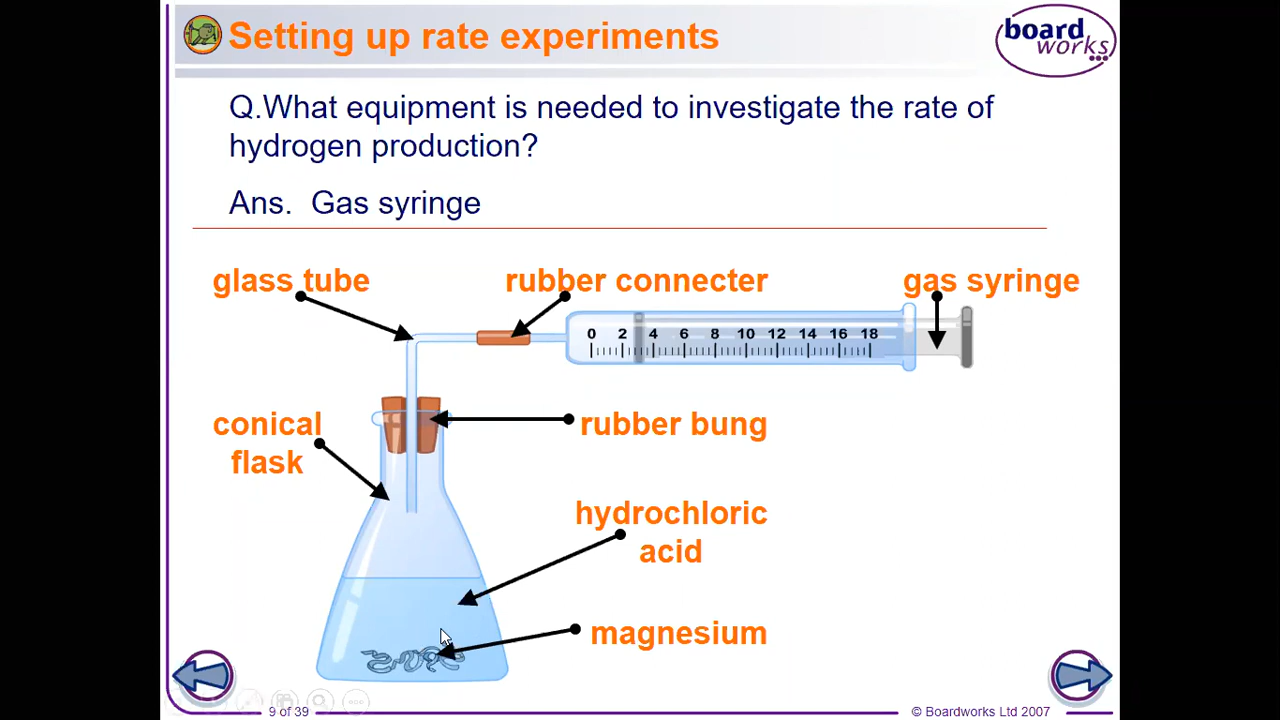 Setting up rate experiments
board
works
Q.What equipment is needed to investigate the rate of
hydrogen production?
Ans. Gas syringe
glass tube
rubber connecter
gas syringe
0 2 4 6 8 10 12 14 16 18
conical
flask
rubber bung
hydrochloric
acid
magnesium
9 of 39
© Boardworks Ltd 2007